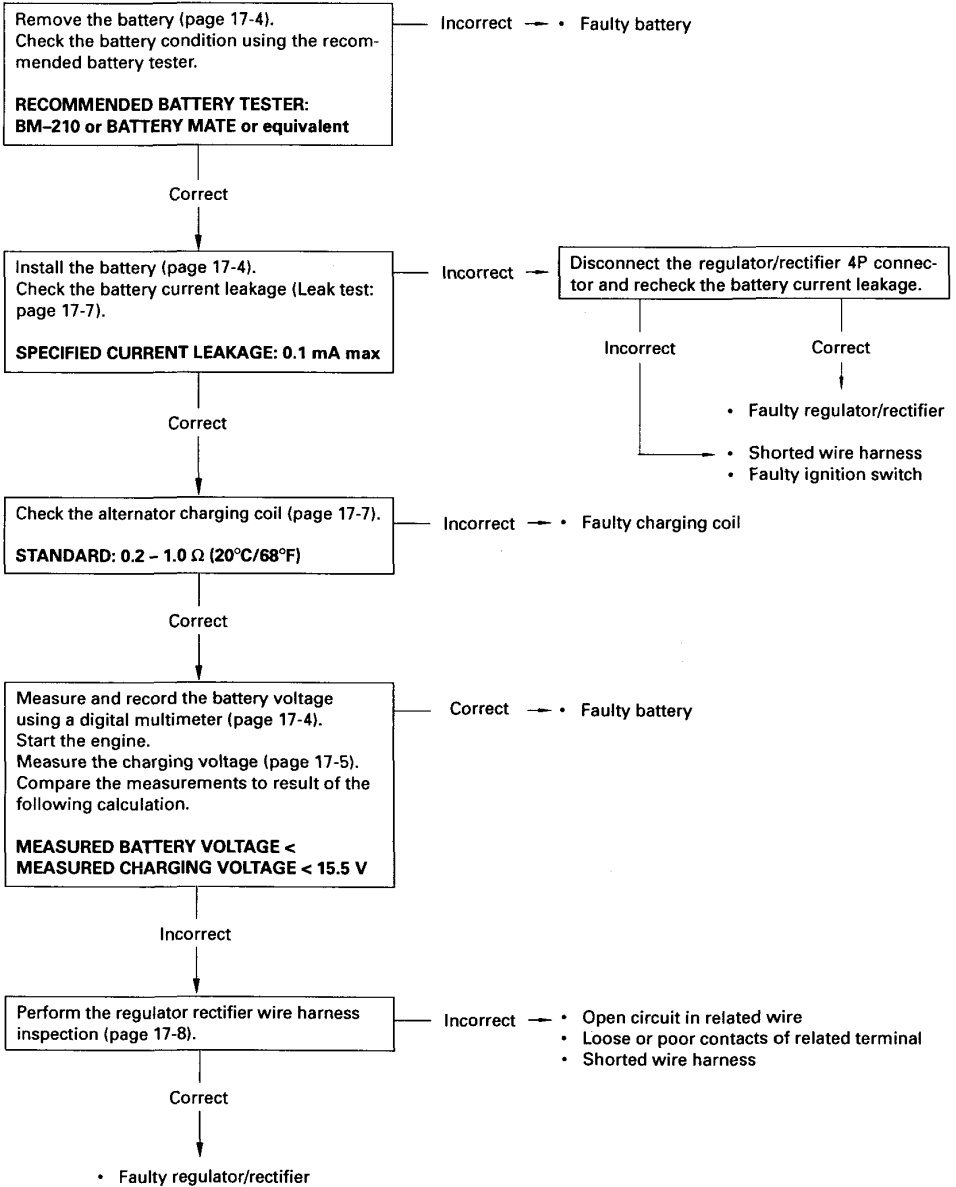 Remove the battery (page 17-4).
Check the battery condition using the recom-
mended battery tester.
RECOMMENDED BATTERY TESTER:
BM–210 or BATTERY MATE or equivalent
Incorrect
• Faulty battery
Correct
Install the battery (page 17-4).
Check the battery current leakage (Leak test:
page 17-7).
SPECIFIED CURRENT LEAKAGE: 0.1 mA max
Incorrect
Disconnect the regulator/rectifier 4P connec-
tor and recheck the battery current leakage.
Incorrect
Correct
• Faulty regulator/rectifier
• Shorted wire harness
• Faulty ignition switch
Correct
Check the alternator charging coil (page 17-7).
STANDARD: 0.2 – 1.0 Ω (20°C/68°F)
Incorrect
• Faulty charging coil
Correct
Measure and record the battery voltage
using a digital multimeter (page 17-4).
Start the engine.
Measure the charging voltage (page 17-5).
Compare the measurements to result of the
following calculation.
MEASURED BATTERY VOLTAGE <
MEASURED CHARGING VOLTAGE < 15.5 V
Correct
• Faulty battery
Incorrect
Perform the regulator rectifier wire harness
inspection (page 17-8).
Incorrect
• Open circuit in related wire
• Loose or poor contacts of related terminal
• Shorted wire harness
Correct
• Faulty regulator/rectifier